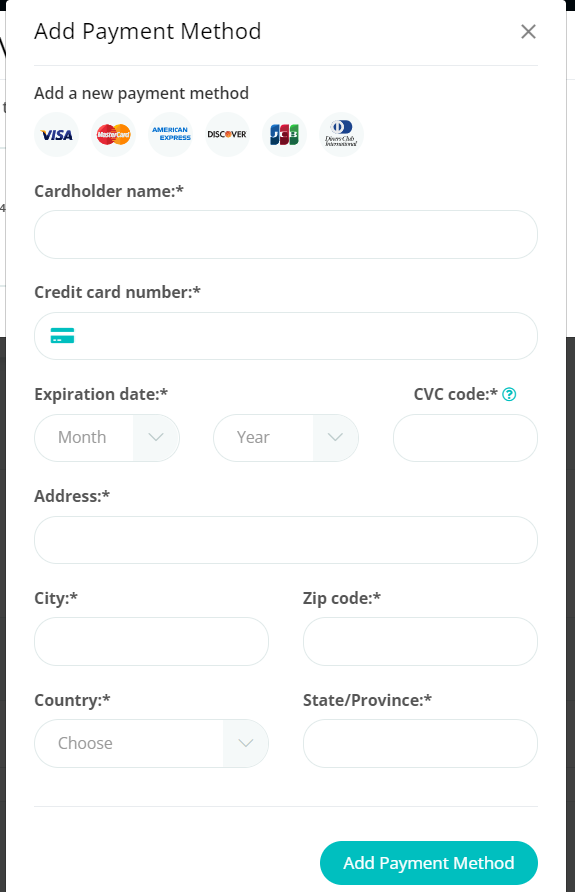 Add Payment Method
Add a new payment method
VISA MasterCard AMERICAN EXPRESS DISCOVER JCB Diners Club International
Cardholder name:*
Credit card number:*
Expiration date:* CVC code:* ?
Month Year
Address:*
City:* Zip code:*
Country:* State/Province:*
Choose
Add Payment Method